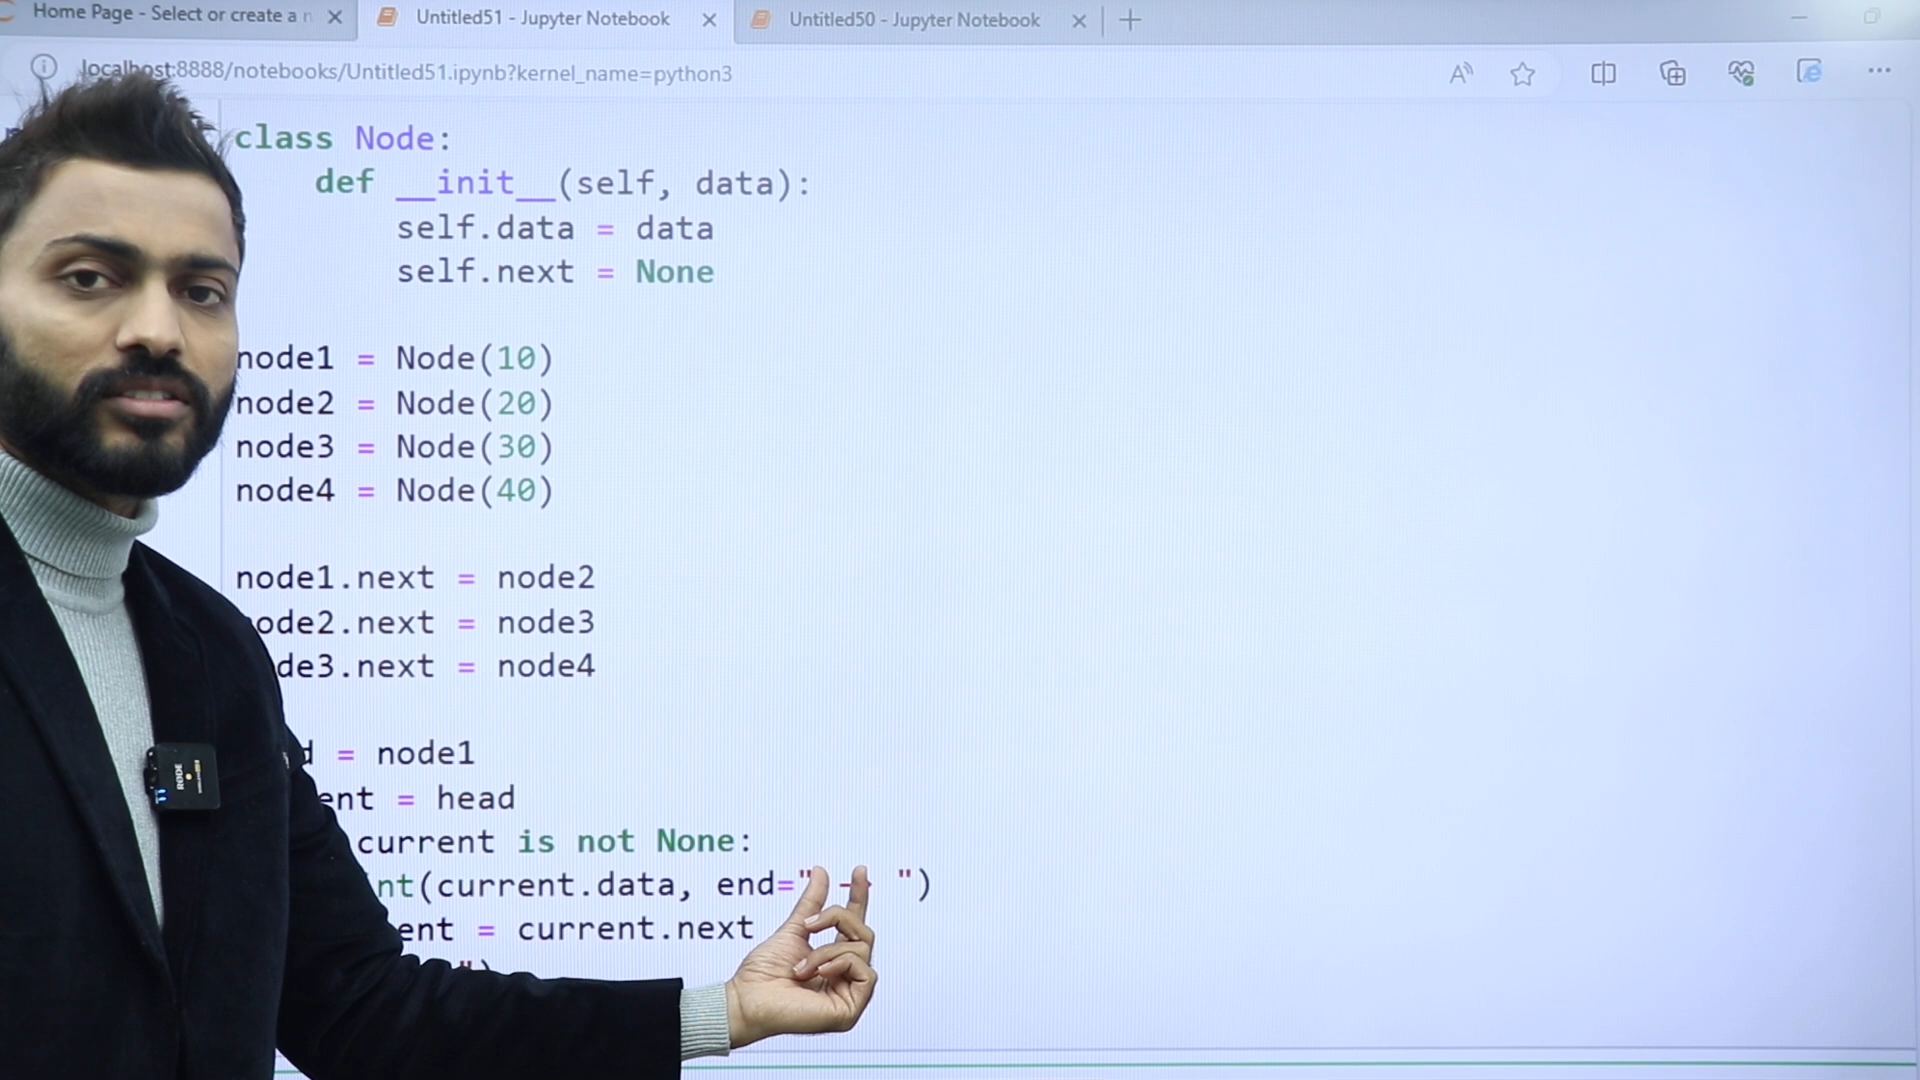 Home Page - Select or create a n
Untitled51 - Jupyter Notebook
Untitled50 - Jupyter Notebook
localhost:8888/notebooks/Untitled51.ipynb?kernel_name=python3
class Node:
def __init__(self, data):
self.data = data
self.next = None
node1 = Node(10)
node2 = Node(20)
node3 = Node(30)
node4 = Node(40)
node1.next = node2
ode2.next = node3
de3.next = node4
d = node1
ent = head
current is not None:
int(current.data, end=" -> ")
ent = current.next
")
RØDE